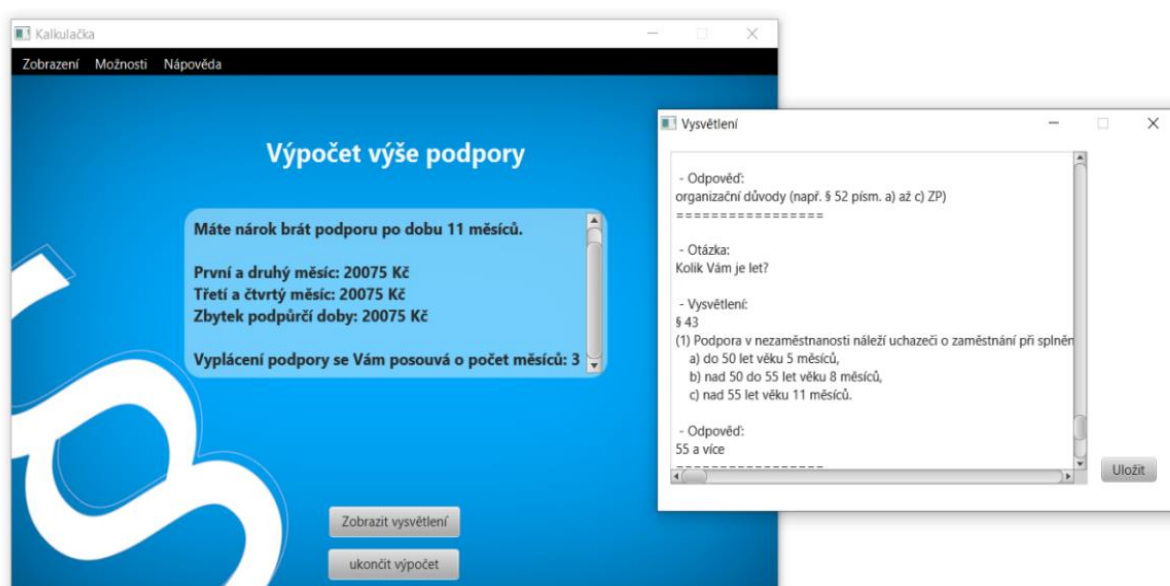 Kalkulačka
Zobrazení Možnosti Nápověda
Výpočet výše podpory
Máte nárok brát podporu po dobu 11 měsíců.
První a druhý měsíc: 20075 Kč
Třetí a čtvrtý měsíc: 20075 Kč
Zbytek podpůrčí doby: 20075 Kč
Vyplácení podpory se Vám posouvá o počet měsíců: 3
Zobrazit vysvětlení
ukončit výpočet
Vysvětlení
- Odpověď:
organizační důvody (např. § 52 písm. a) až c) ZP)
=================
- Otázka:
Kolik Vám je let?
- Vysvětlení:
§ 43
(1) Podpora v nezaměstnanosti náleží uchazeči o zaměstnání při splněn
a) do 50 let věku 5 měsíců,
b) nad 50 do 55 let věku 8 měsíců,
c) nad 55 let věku 11 měsíců.
- Odpověď:
55 a více
=================
Uložit